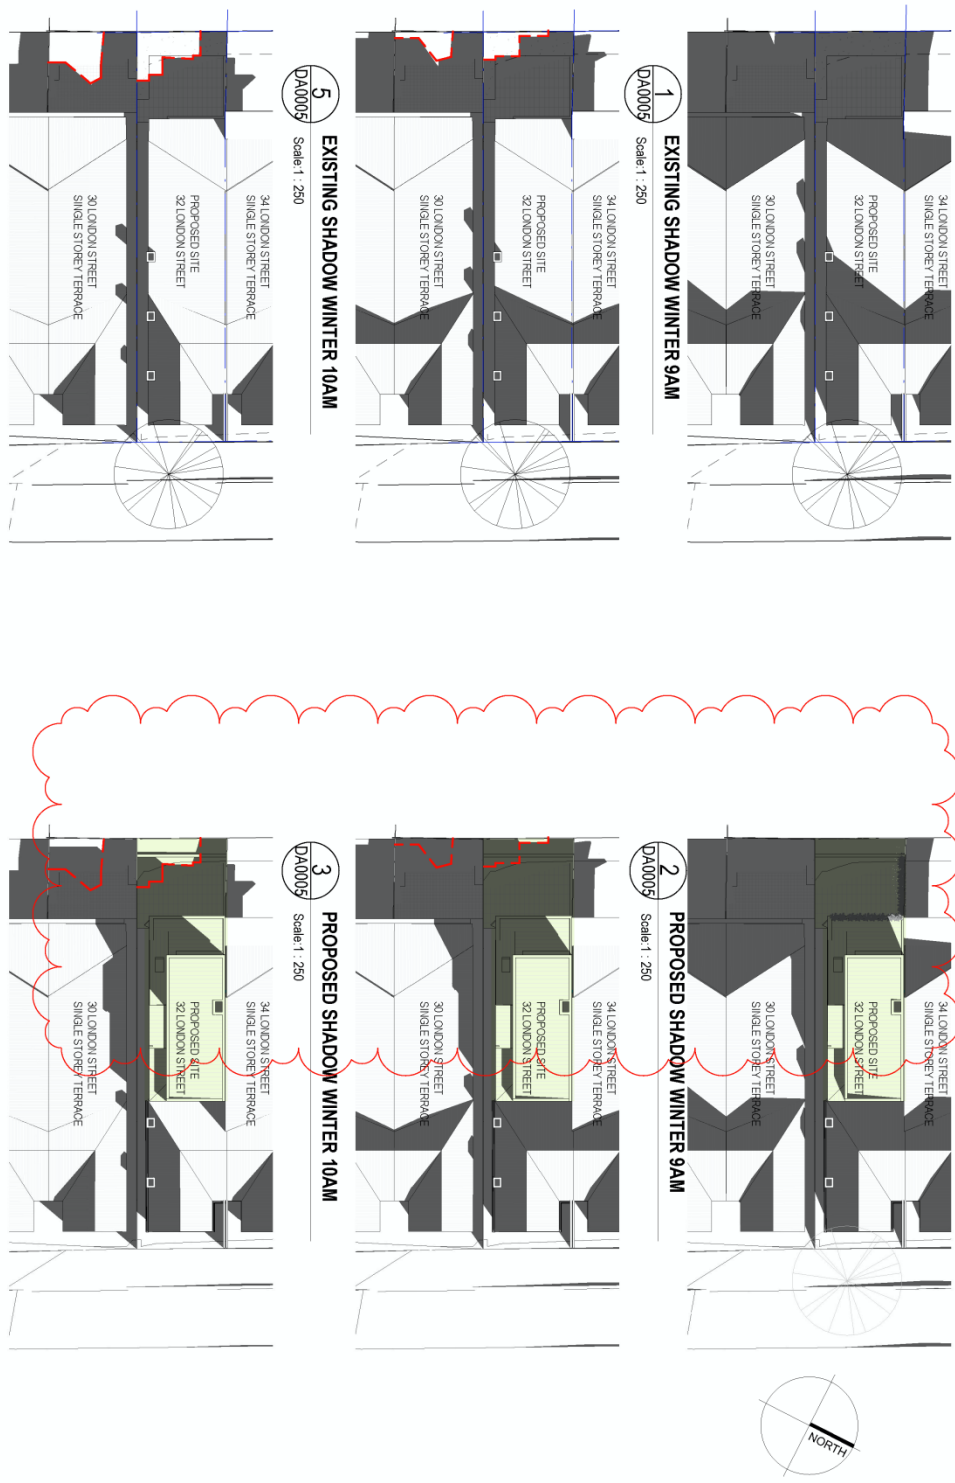 34 LONDON STREET
SINGLE STOREY TERRACE
PROPOSED SITE
32 LONDON STREET
30 LONDON STREET
SINGLE STOREY TERRACE
1
DA0005
EXISTING SHADOW WINTER 9AM
Scale:1 : 250
34 LONDON STREET
SINGLE STOREY TERRACE
PROPOSED SITE
32 LONDON STREET
30 LONDON STREET
SINGLE STOREY TERRACE
2
DA0005
PROPOSED SHADOW WINTER 9AM
Scale:1 : 250
NORTH
34 LONDON STREET
SINGLE STOREY TERRACE
PROPOSED SITE
32 LONDON STREET
30 LONDON STREET
SINGLE STOREY TERRACE
5
DA0005
EXISTING SHADOW WINTER 10AM
Scale:1 : 250
34 LONDON STREET
SINGLE STOREY TERRACE
PROPOSED SITE
32 LONDON STREET
30 LONDON STREET
SINGLE STOREY TERRACE
3
DA0005
PROPOSED SHADOW WINTER 10AM
Scale:1 : 250
34 LONDON STREET
SINGLE STOREY TERRACE
PROPOSED SITE
32 LONDON STREET
30 LONDON STREET
SINGLE STOREY TERRACE
34 LONDON STREET
SINGLE STOREY TERRACE
PROPOSED SITE
32 LONDON STREET
30 LONDON STREET
SINGLE STOREY TERRACE